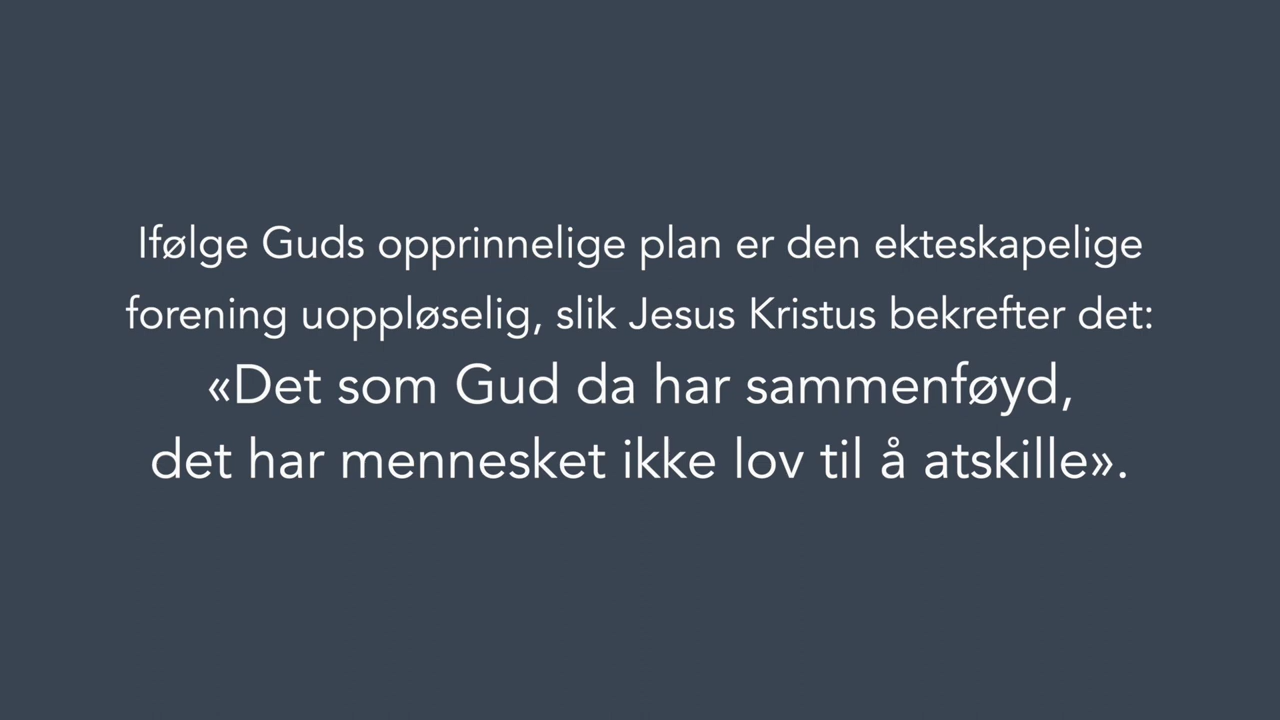 Ifølge Guds opprinnelige plan er den ekteskapelige
forening uoppløselig, slik Jesus Kristus bekrefter det:
«Det som Gud da har sammenføyd,
det har mennesket ikke lov til å atskille».